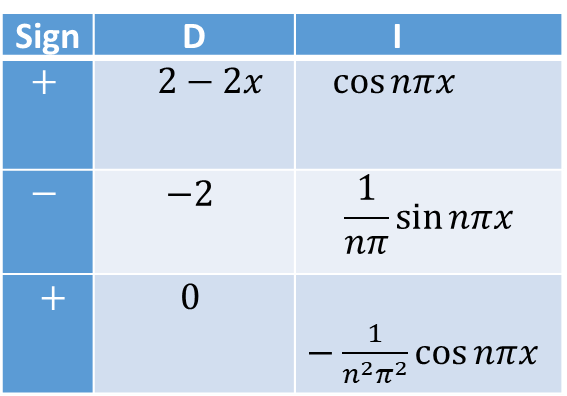 Sign D I
+ 2 − 2x cos nπx
− −2 1/nπ sin nπx
+ 0 − 1/n²π² cos nπx